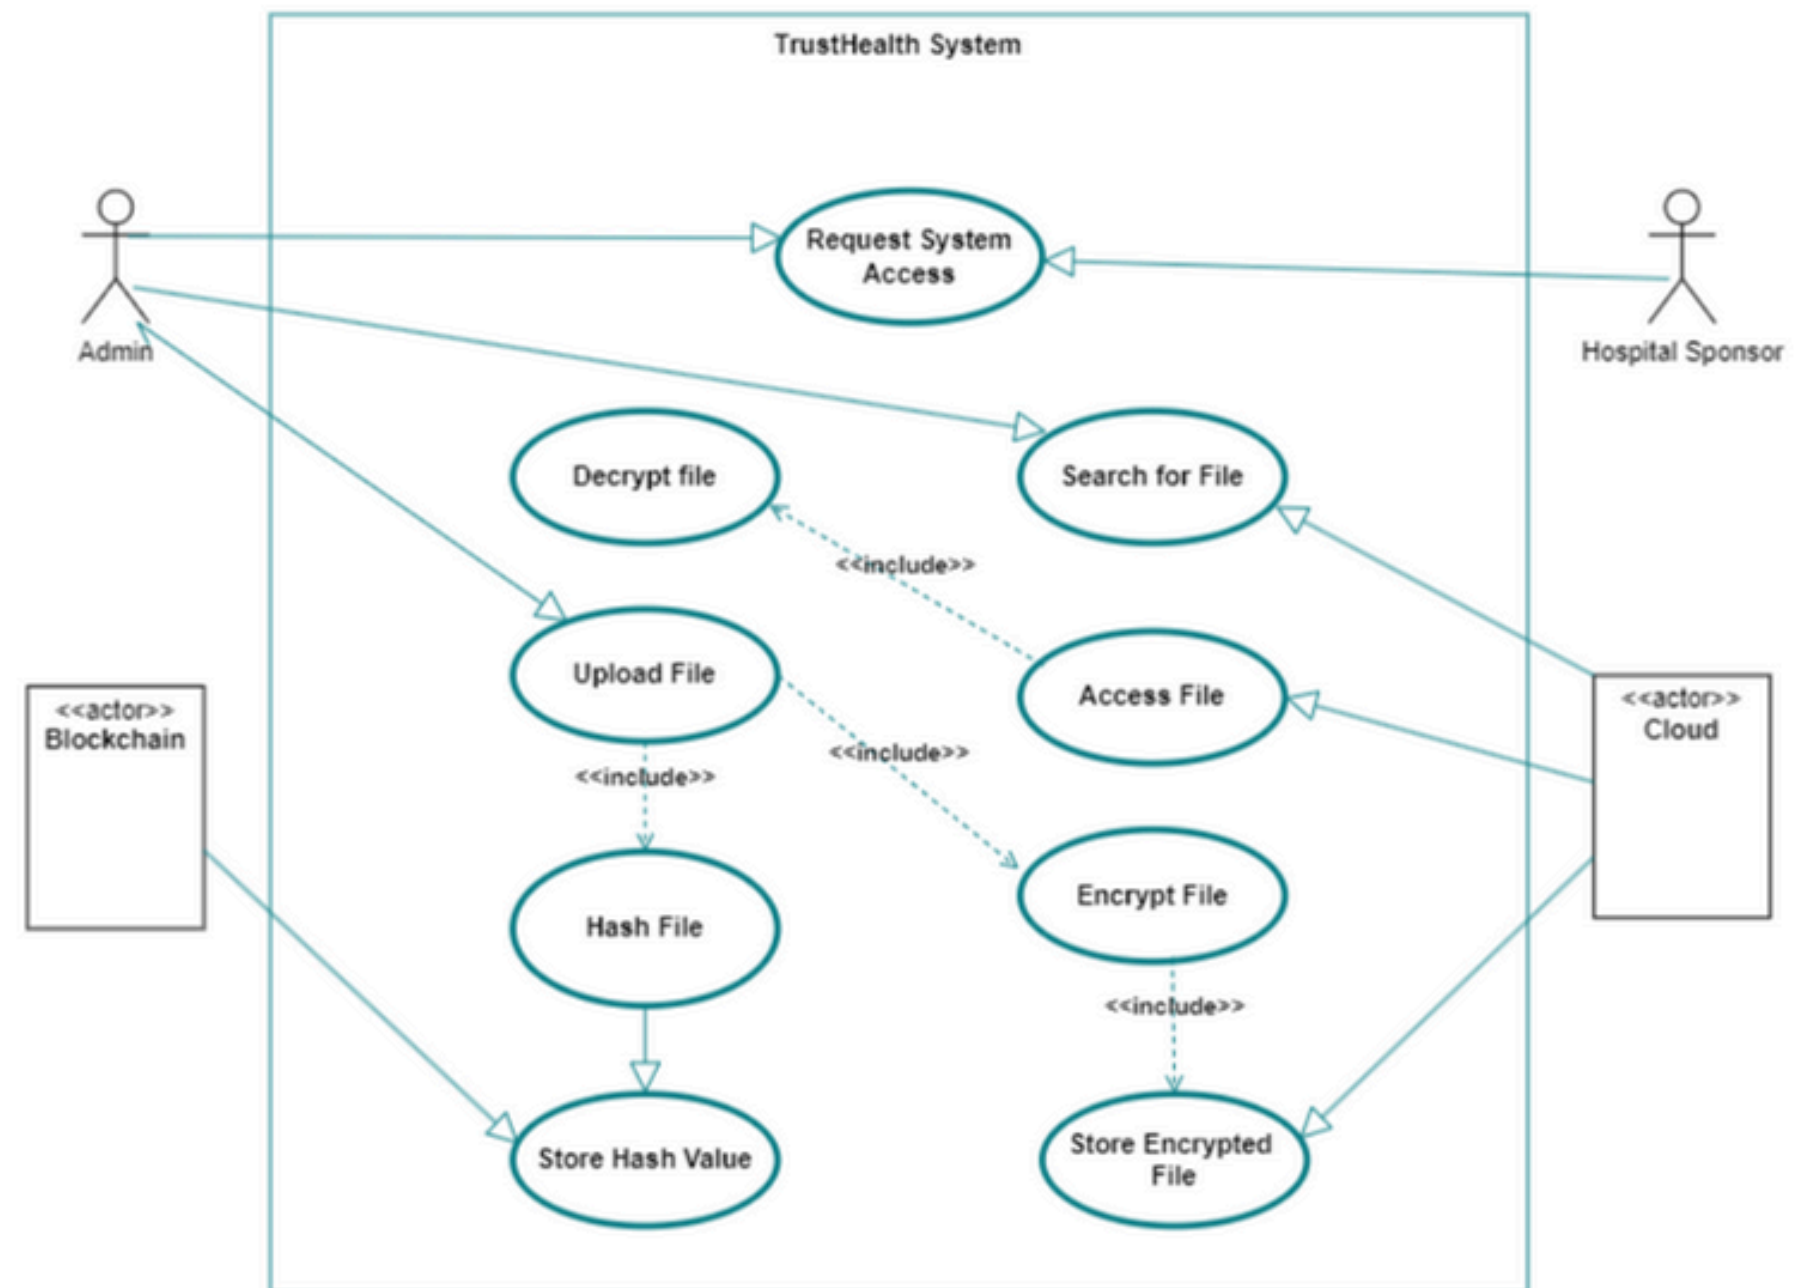 TrustHealth System
Request System
Access
Admin
Hospital Sponsor
Decrypt file
Search for File
<<include>>
Upload File
Access File
<<actor>>
Blockchain
<<actor>>
Cloud
<<include>>
<<include>>
Encrypt File
Hash File
<<include>>
Store Hash Value
Store Encrypted
File